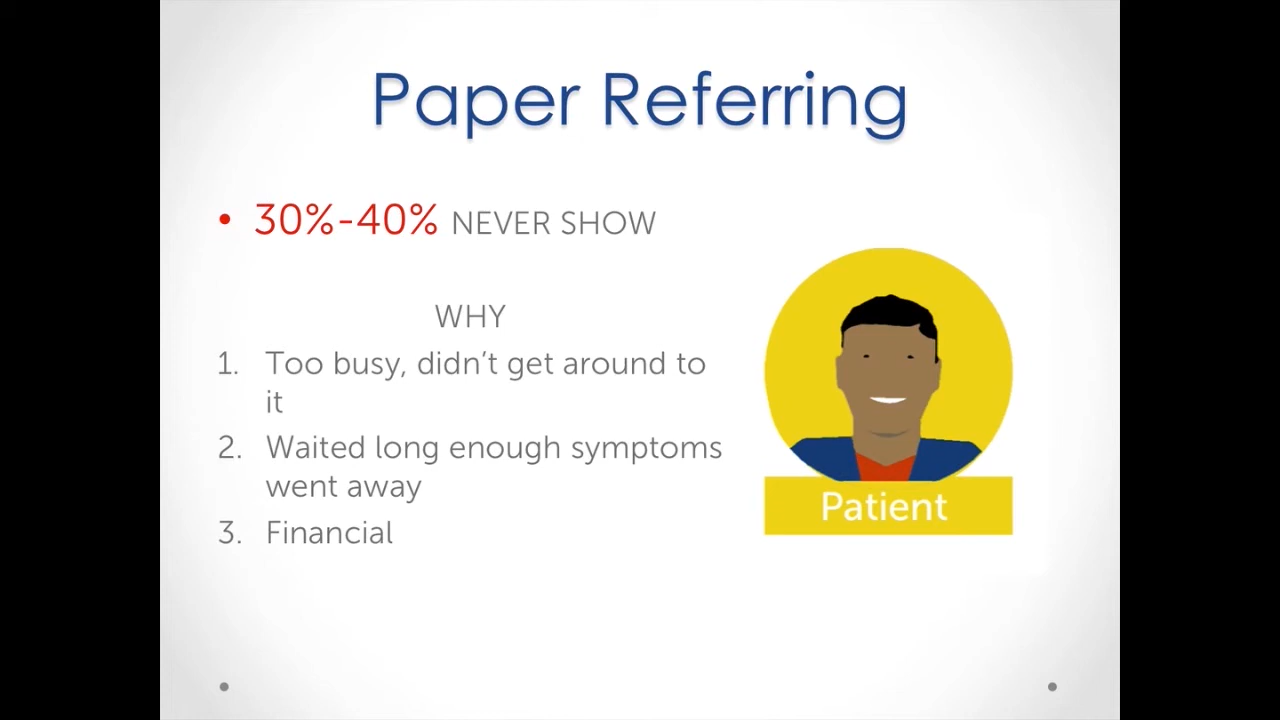 Paper Referring
• 30%-40% NEVER SHOW
WHY
1. Too busy, didn't get around to
it
2. Waited long enough symptoms
went away
3. Financial
Patient